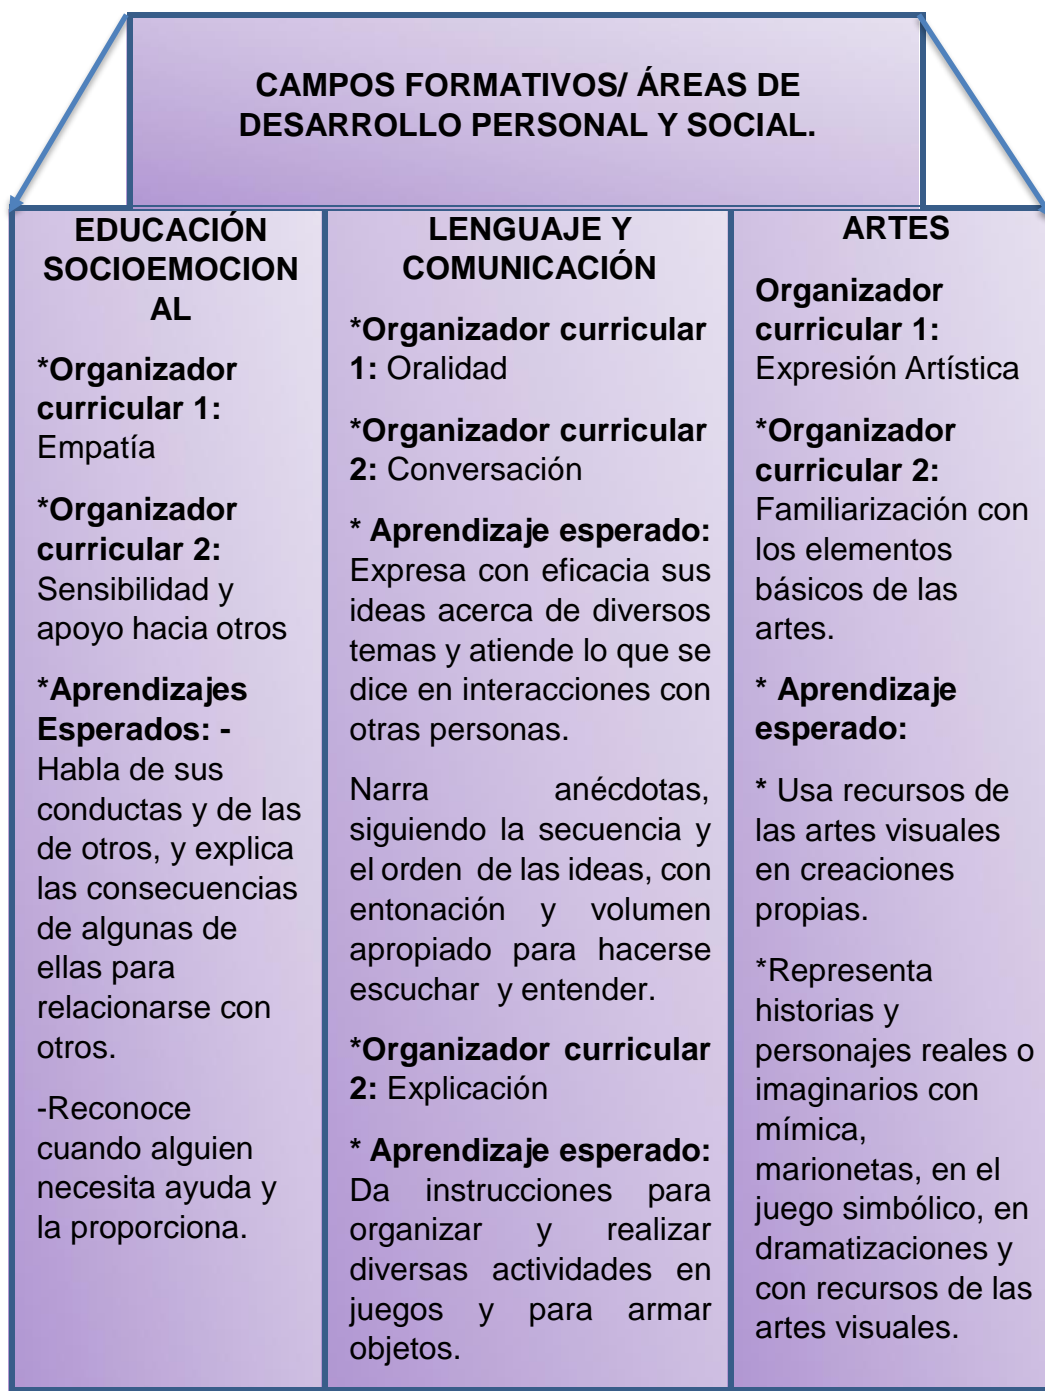 CAMPOS FORMATIVOS/ ÁREAS DE
DESARROLLO PERSONAL Y SOCIAL.
EDUCACIÓN
SOCIOEMOCION
AL
*Organizador
curricular 1:
Empatía
*Organizador
curricular 2:
Sensibilidad y
apoyo hacia otros
*Aprendizajes
Esperados: -
Habla de sus
conductas y de las
de otros, y explica
las consecuencias
de algunas de
ellas para
relacionarse con
otros.
-Reconoce
cuando alguien
necesita ayuda y
la proporciona.
LENGUAJE Y
COMUNICACIÓN
*Organizador curricular
1: Oralidad
*Organizador curricular
2: Conversación
* Aprendizaje esperado:
Expresa con eficacia sus
ideas acerca de diversos
temas y atiende lo que se
dice en interacciones con
otras personas.
Narra anécdotas,
siguiendo la secuencia y
el orden de las ideas, con
entonación y volumen
apropiado para hacerse
escuchar y entender.
*Organizador curricular
2: Explicación
* Aprendizaje esperado:
Da instrucciones para
organizar y realizar
diversas actividades en
juegos y para armar
objetos.
ARTES
Organizador
curricular 1:
Expresión Artística
*Organizador
curricular 2:
Familiarización con
los elementos
básicos de las
artes.
* Aprendizaje
esperado:
* Usa recursos de
las artes visuales
en creaciones
propias.
*Representa
historias y
personajes reales o
imaginarios con
mímica,
marionetas, en el
juego simbólico, en
dramatizaciones y
con recursos de las
artes visuales.